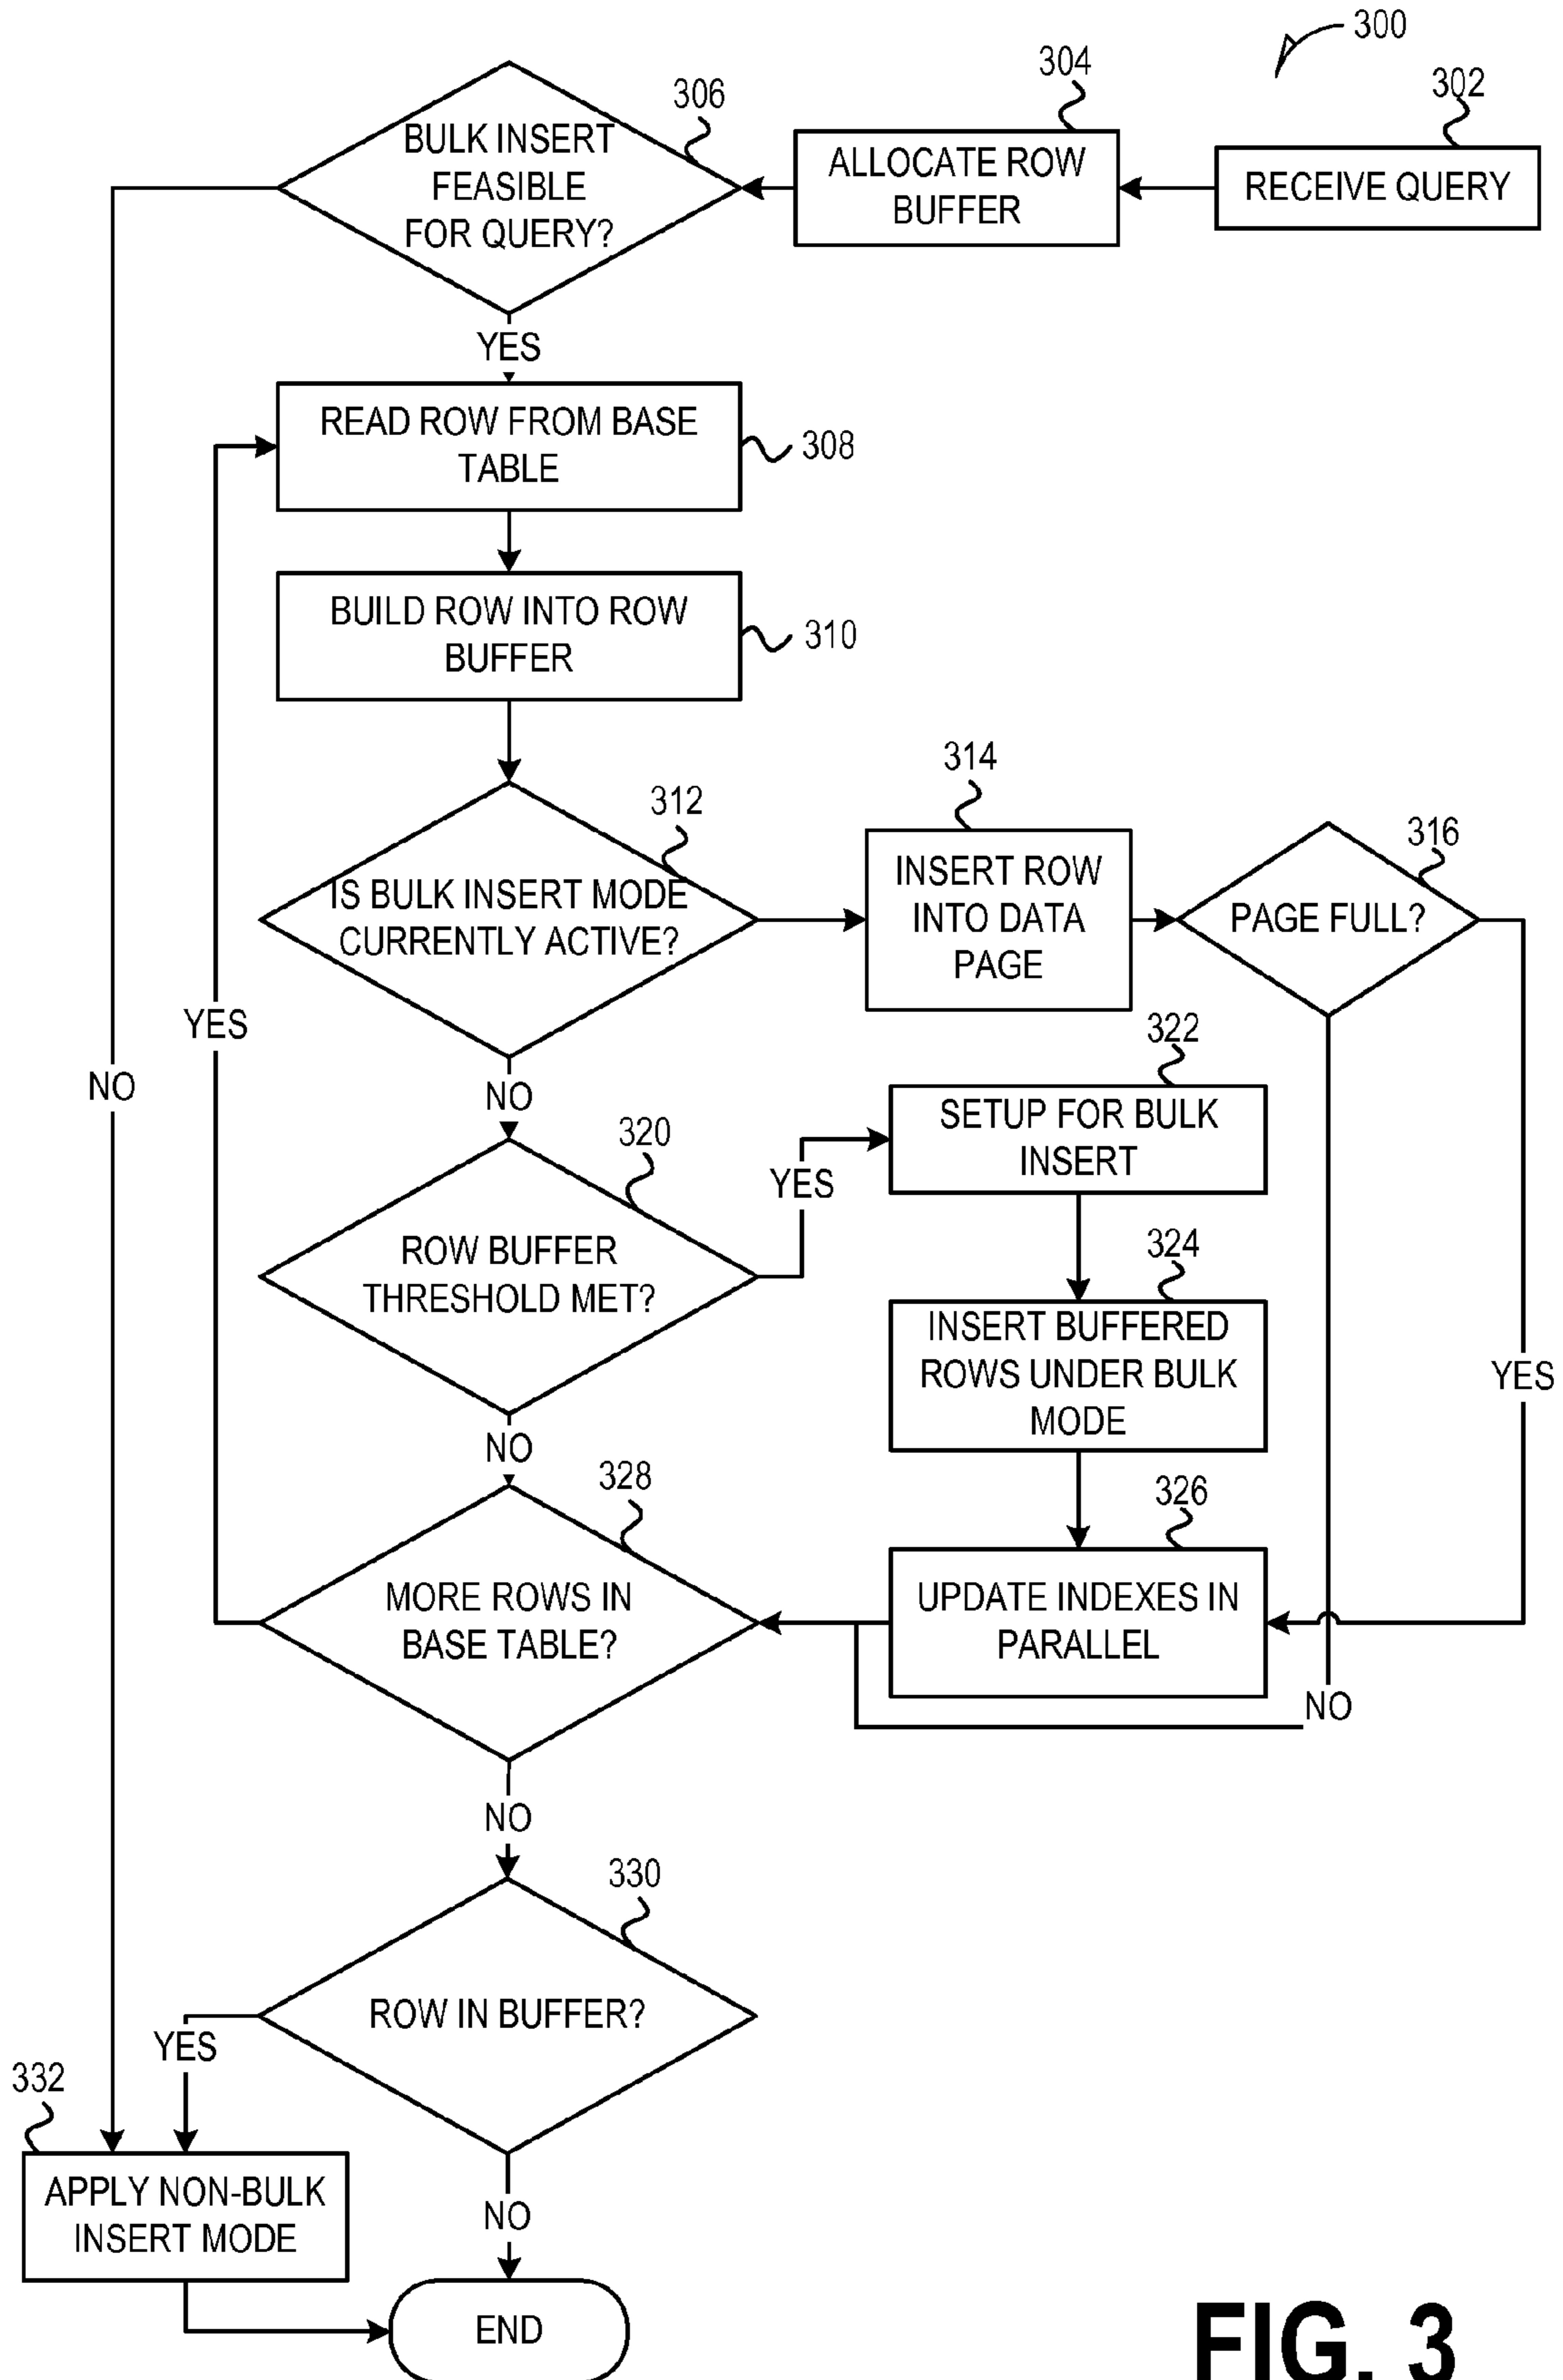 300
302
RECEIVE QUERY
304
ALLOCATE ROW
BUFFER
306
BULK INSERT
FEASIBLE
FOR QUERY?
YES
NO
READ ROW FROM BASE
TABLE
308
BUILD ROW INTO ROW
BUFFER
310
312
IS BULK INSERT MODE
CURRENTLY ACTIVE?
314
INSERT ROW
INTO DATA
PAGE
316
PAGE FULL?
YES
NO
NO
320
ROW BUFFER
THRESHOLD MET?
YES
322
SETUP FOR BULK
INSERT
324
INSERT BUFFERED
ROWS UNDER BULK
MODE
326
UPDATE INDEXES IN
PARALLEL
NO
328
MORE ROWS IN
BASE TABLE?
YES
NO
330
ROW IN BUFFER?
YES
332
APPLY NON-BULK
INSERT MODE
NO
END
FIG. 3